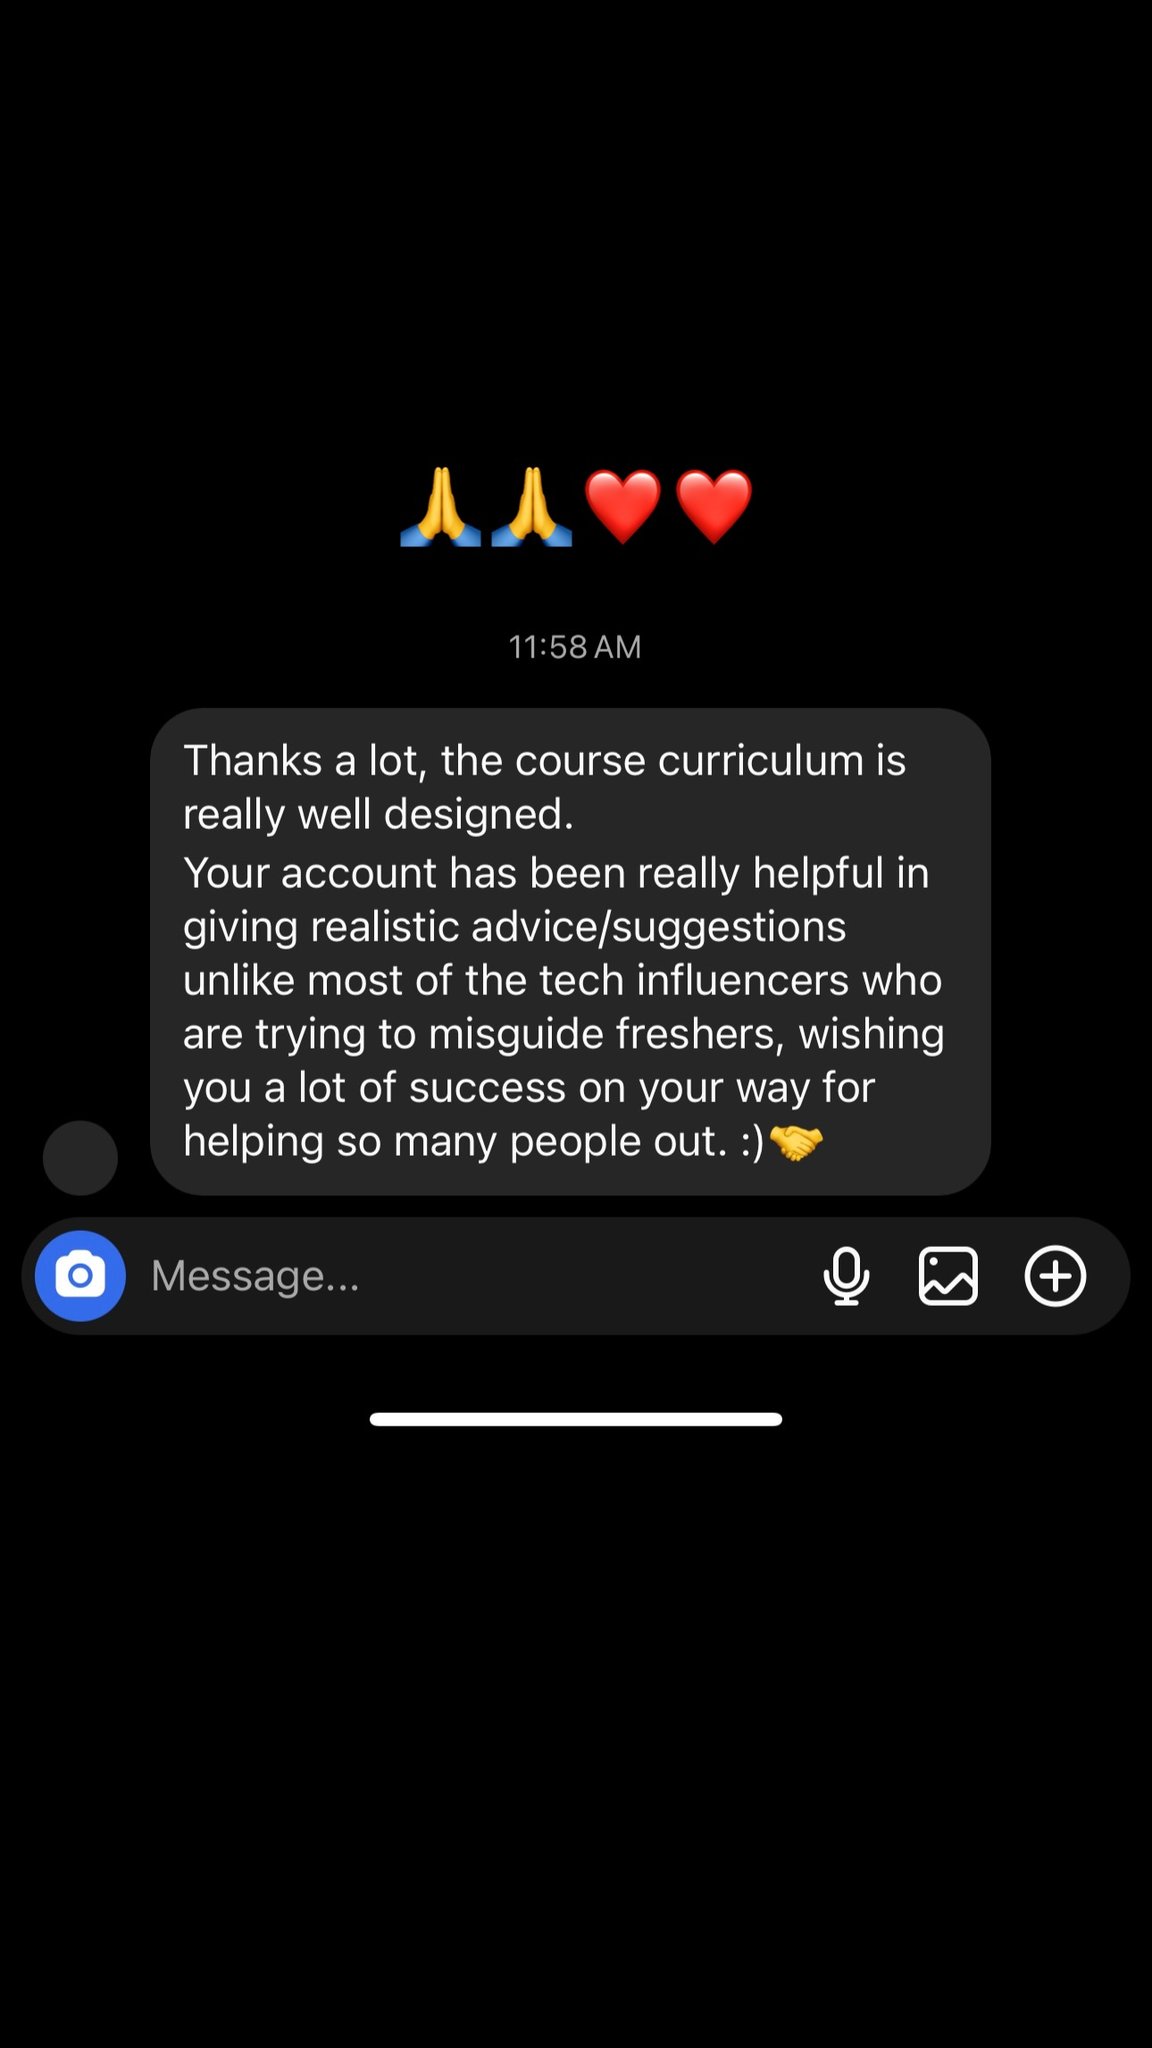 🙏🙏❤️❤️
11:58 AM
Thanks a lot, the course curriculum is
really well designed.
Your account has been really helpful in
giving realistic advice/suggestions
unlike most of the tech influencers who
are trying to misguide freshers, wishing
you a lot of success on your way for
helping so many people out. :)🤝
Message...